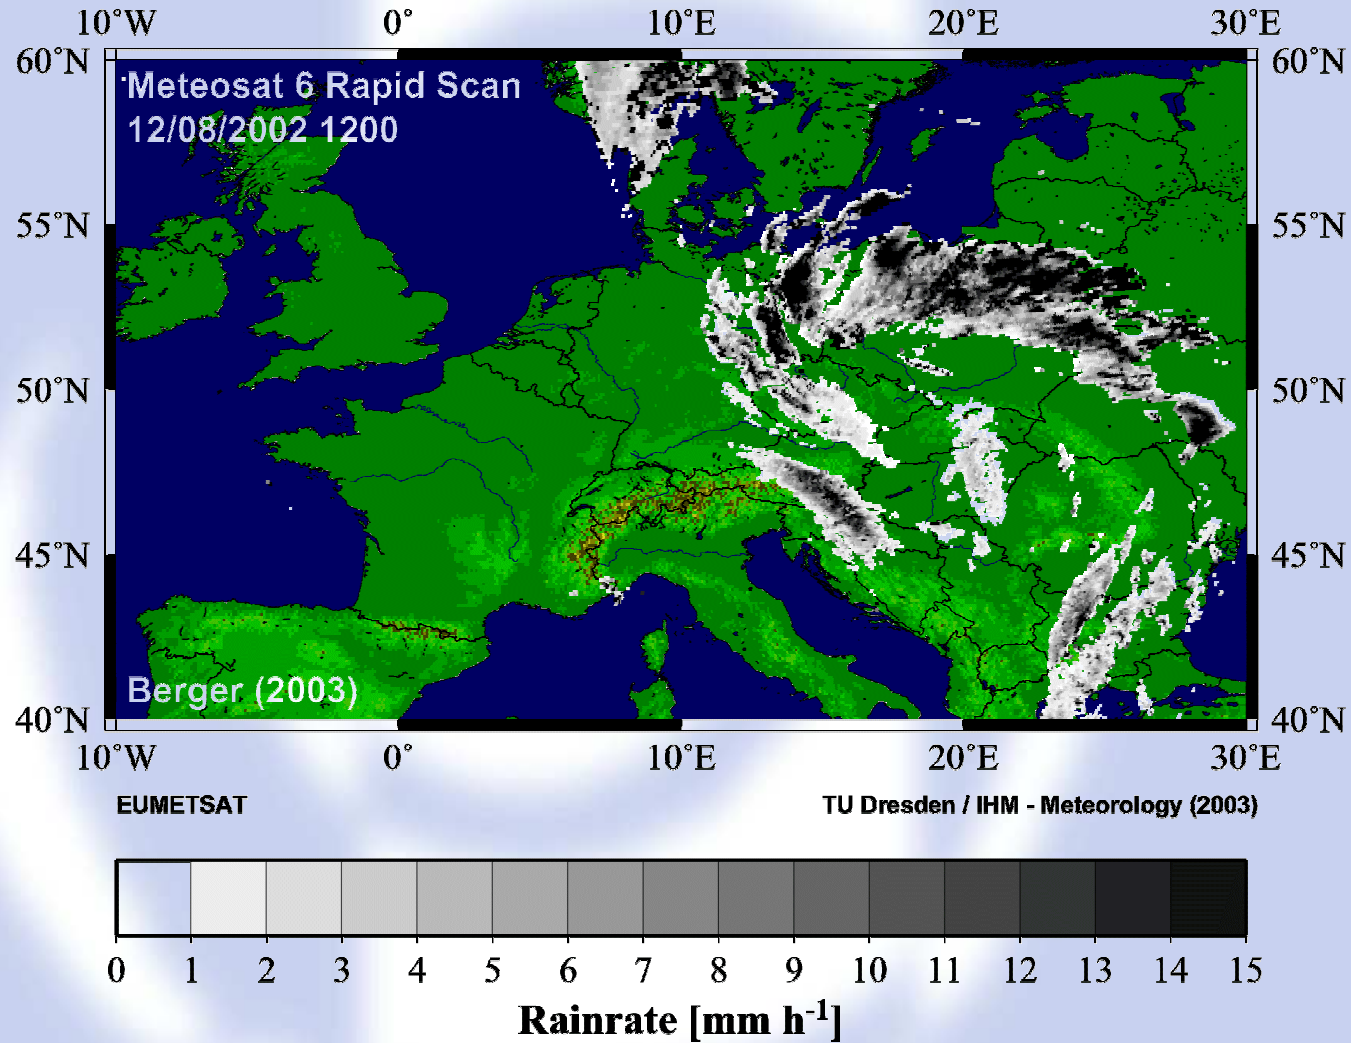 10°W 0° 10°E 20°E 30°E
60°N 60°N
Meteosat 6 Rapid Scan
12/08/2002 1200
55°N 55°N
50°N 50°N
45°N 45°N
Berger (2003)
40°N 40°N
10°W 0° 10°E 20°E 30°E
EUMETSAT TU Dresden / IHM - Meteorology (2003)
0 1 2 3 4 5 6 7 8 9 10 11 12 13 14 15
Rainrate [mm h⁻¹]